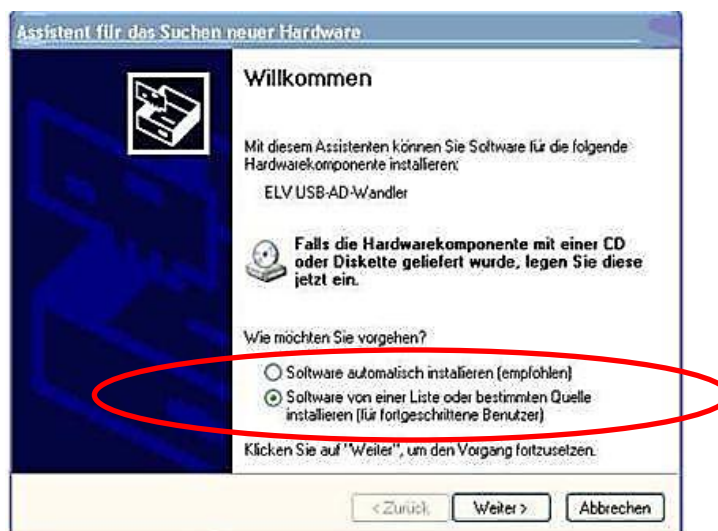 Assistent für das Suchen neuer Hardware
Willkommen
Mit diesem Assistenten können Sie Software für die folgende
Hardwarekomponente installieren:
ELV USB-AD-Wandler
Falls die Hardwarekomponente mit einer CD
oder Diskette geliefert wurde, legen Sie diese
jetzt ein.
Wie möchten Sie vorgehen?
Software automatisch installieren (empfohlen)
Software von einer Liste oder bestimmten Quelle
installieren (für fortgeschrittene Benutzer)
Klicken Sie auf "Weiter", um den Vorgang fortzusetzen.
< Zurück Weiter > Abbrechen